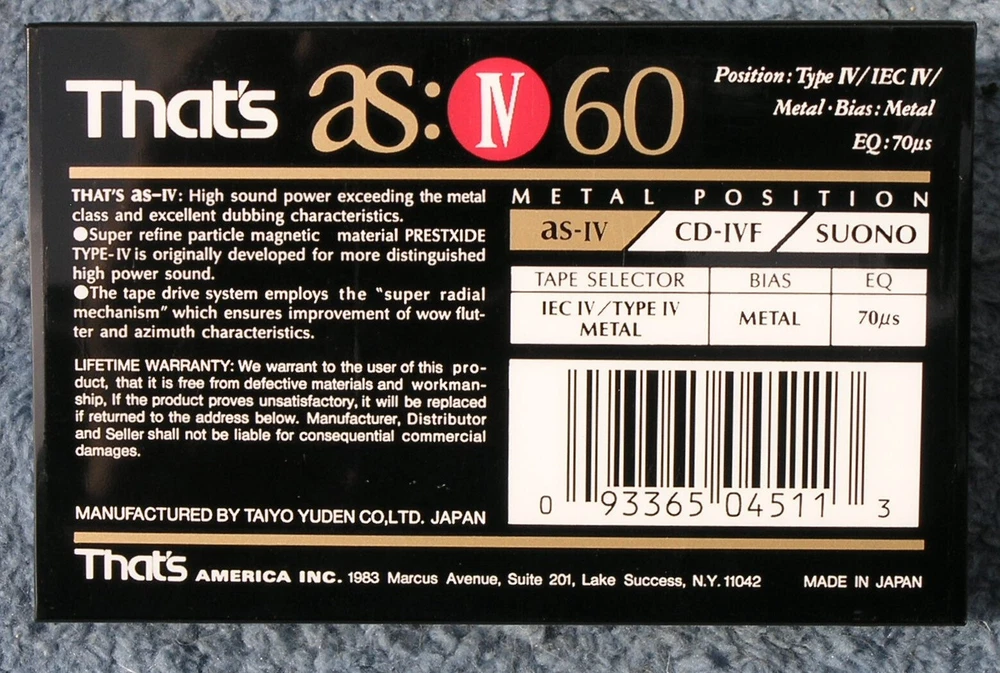 That's as: IV 60
Position: Type IV/IEC IV/
Metal·Bias: Metal
EQ: 70µs
THAT'S as-IV: High sound power exceeding the metal
class and excellent dubbing characteristics.
●Super refine particle magnetic material PRESTXIDE
TYPE-IV is originally developed for more distinguished
high power sound.
●The tape drive system employs the "super radial
mechanism" which ensures improvement of wow flut-
ter and azimuth characteristics.
LIFETIME WARRANTY: We warrant to the user of this pro-
duct, that it is free from defective materials and workman-
ship, If the product proves unsatisfactory, it will be replaced
if returned to the address below. Manufacturer, Distributor
and Seller shall not be liable for consequential commercial
damages.
MANUFACTURED BY TAIYO YUDEN CO,LTD. JAPAN
METAL POSITION
as-IV CD-IVF SUONO
TAPE SELECTOR BIAS EQ
IEC IV/TYPE IV
METAL METAL 70µs
0 93365 04511 3
That's AMERICA INC. 1983 Marcus Avenue, Suite 201, Lake Success, N.Y. 11042 MADE IN JAPAN